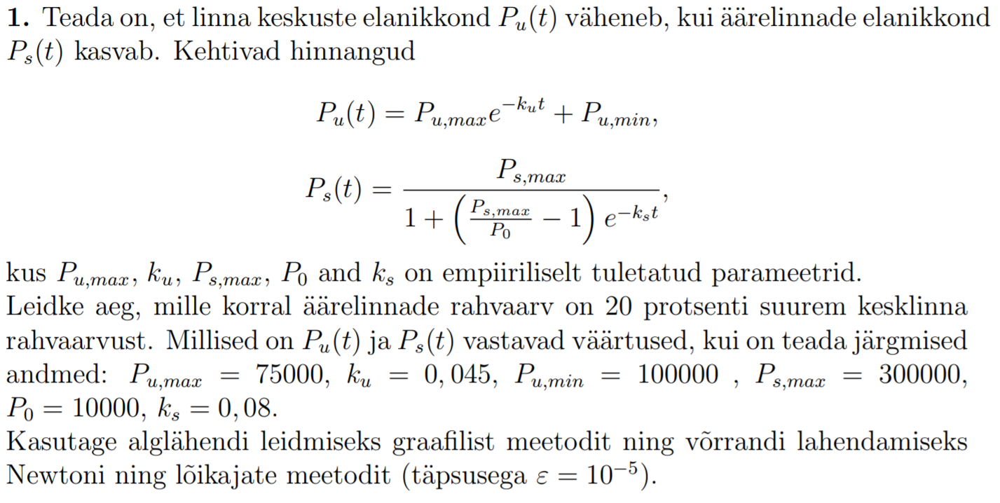 1. Teada on, et linna keskuste elanikkond P_u(t) väheneb, kui äärelinnade elanikkond
P_s(t) kasvab. Kehtivad hinnangud
P_u(t) = P_{u,max}e^{-k_u t} + P_{u,min},
P_s(t) = \frac{P_{s,max}}{1 + \left(\frac{P_{s,max}}{P_0} - 1\right) e^{-k_s t}},
kus P_{u,max}, k_u, P_{s,max}, P_0 and k_s on empiiriliselt tuletatud parameetrid.
Leidke aeg, mille korral äärelinnade rahvaarv on 20 protsenti suurem kesklinna
rahvaarvust. Millised on P_u(t) ja P_s(t) vastavad väärtused, kui on teada järgmised
andmed: P_{u,max} = 75000, k_u = 0,045, P_{u,min} = 100000 , P_{s,max} = 300000,
P_0 = 10000, k_s = 0,08.
Kasutage alglähendi leidmiseks graafilist meetodit ning võrrandi lahendamiseks
Newtoni ning lõikajate meetodit (täpsusega ε = 10^{-5}).